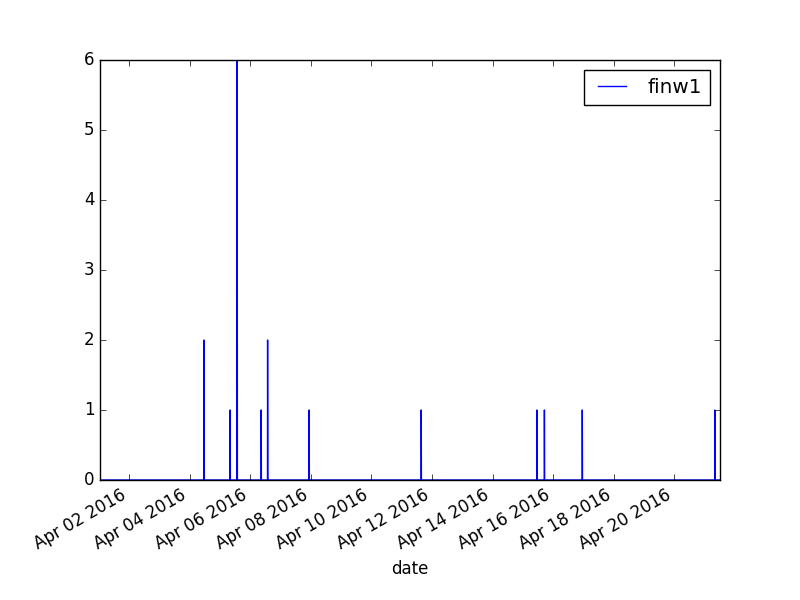 finw1
6
5
4
3
2
1
0
Apr 02 2016
Apr 04 2016
Apr 06 2016
Apr 08 2016
Apr 10 2016
Apr 12 2016
Apr 14 2016
Apr 16 2016
Apr 18 2016
Apr 20 2016
date